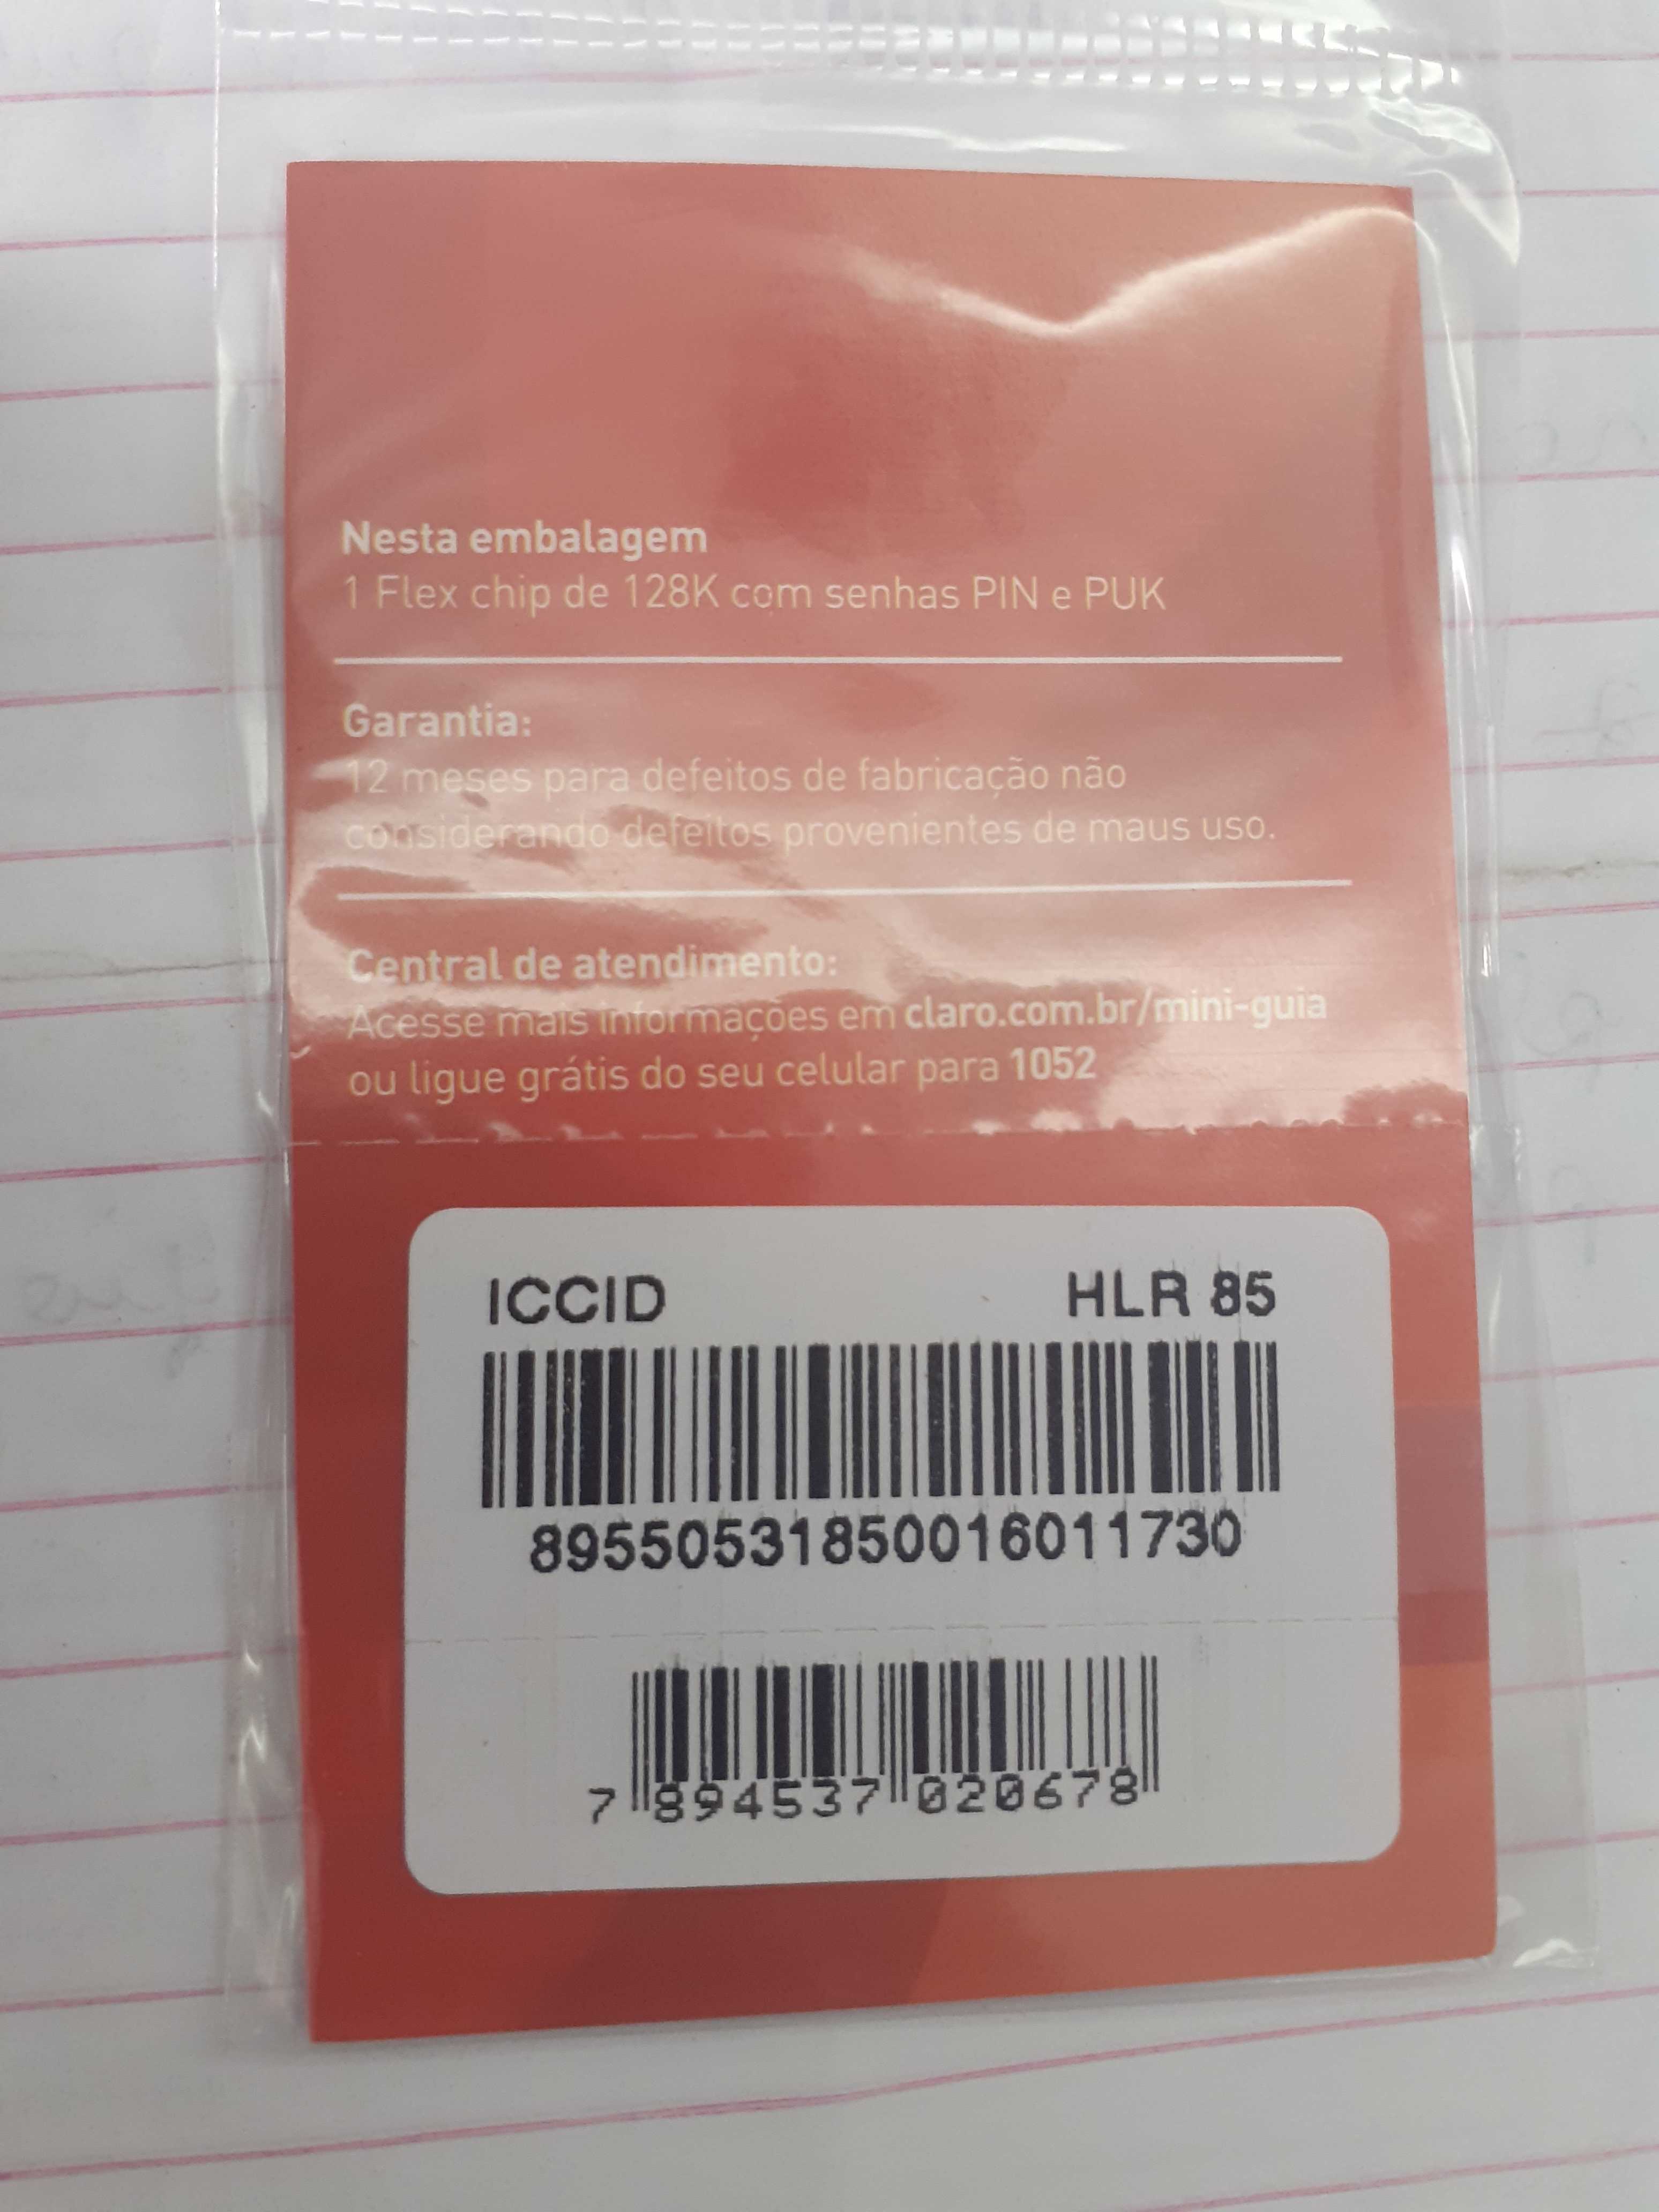 Nesta embalagem
1 Flex chip de 128K com senhas PIN e PUK
Garantia:
12 meses para defeitos de fabricação não
considerando defeitos provenientes de maus uso.
Central de atendimento:
Acesse mais informações em claro.com.br/mini-guia
ou ligue grátis do seu celular para 1052
ICCID HLR 85
89550531850016011730
7 894537 020678